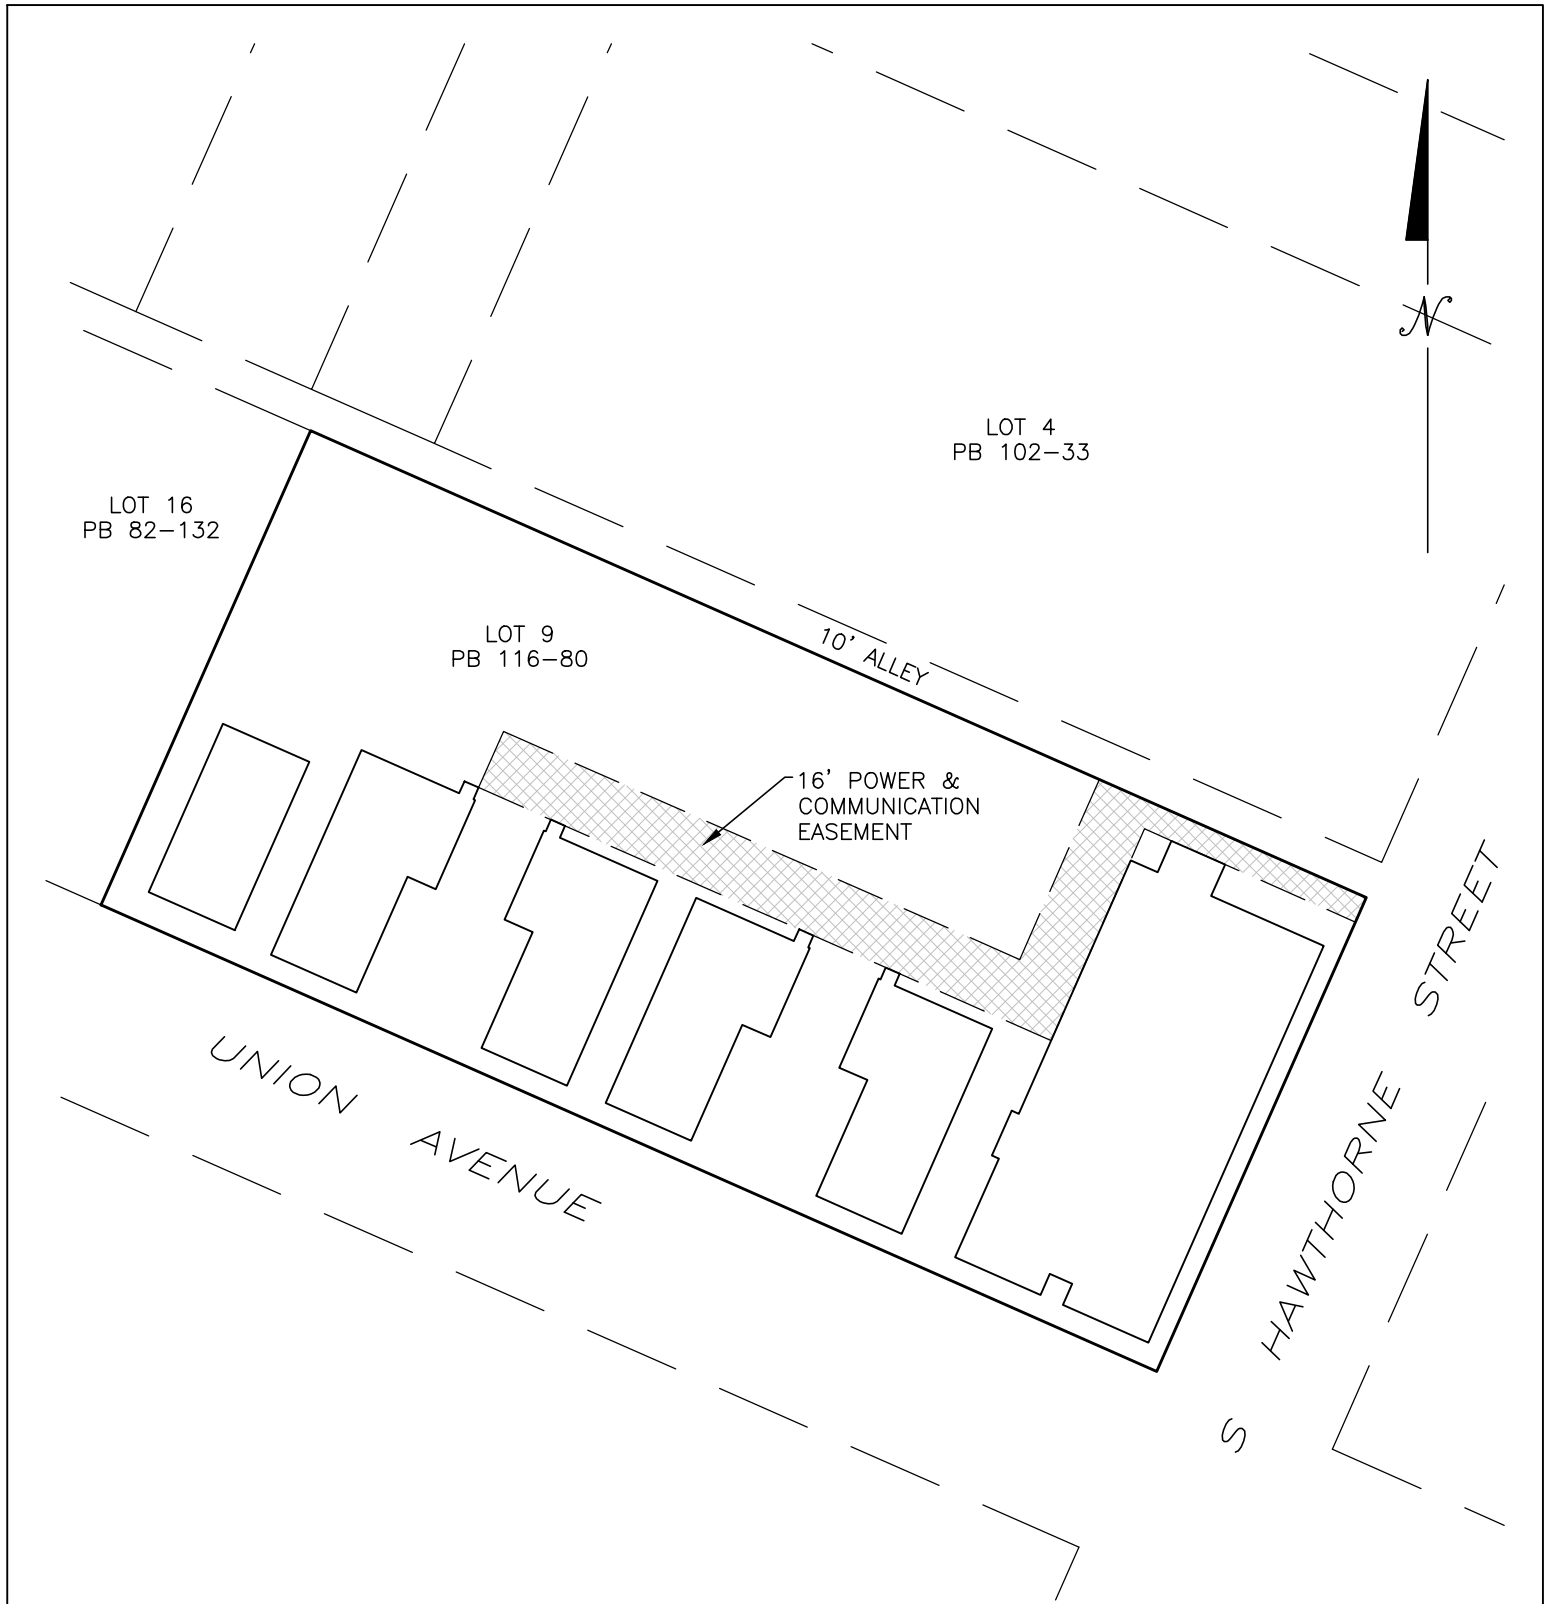 N
LOT 4
PB 102-33
LOT 16
PB 82-132
LOT 9
PB 116-80
10' ALLEY
16' POWER &
COMMUNICATION
EASEMENT
UNION AVENUE
S HAWTHORNE STREET